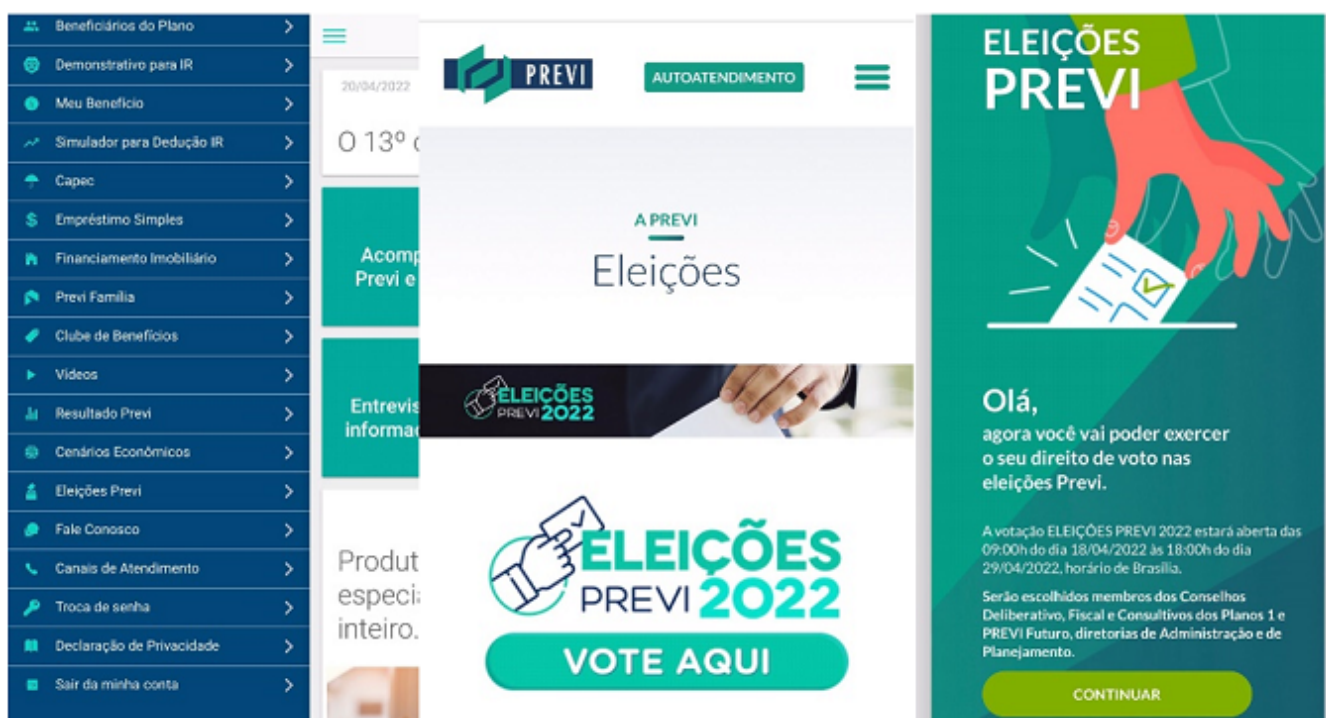 Beneficiários do Plano
Demonstrativo para IR
Meu Benefício
Simulador para Dedução IR
Capec
Empréstimo Simples
Financiamento Imobiliário
Previ Família
Clube de Benefícios
Vídeos
Resultado Previ
Cenários Econômicos
Eleições Previ
Fale Conosco
Canais de Atendimento
Troca de senha
Declaração de Privacidade
Sair da minha conta
20/04/2022
O 13º
Acomp
Previ e
Entrevis
informa
Produt
especi
inteiro.
PREVI
AUTOATENDIMENTO
A PREVI
Eleições
ELEIÇÕES
PREVI 2022
ELEIÇÕES
PREVI 2022
VOTE AQUI
ELEIÇÕES
PREVI
Olá,
agora você vai poder exercer
o seu direito de voto nas
eleições Previ.
A votação ELEIÇÕES PREVI 2022 estará aberta das
09:00h do dia 18/04/2022 às 18:00h do dia
29/04/2022, horário de Brasília.
Serão escolhidos membros dos Conselhos
Deliberativo, Fiscal e Consultivos dos Planos 1 e
PREVI Futuro, diretorias de Administração e de
Planejamento.
CONTINUAR